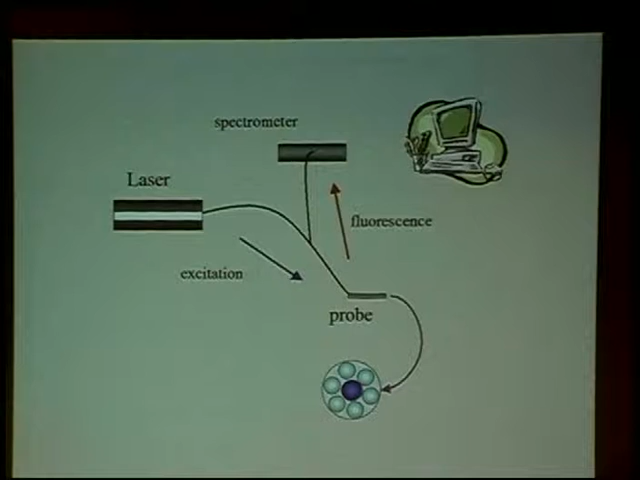 spectrometer
Laser
fluorescence
excitation
probe